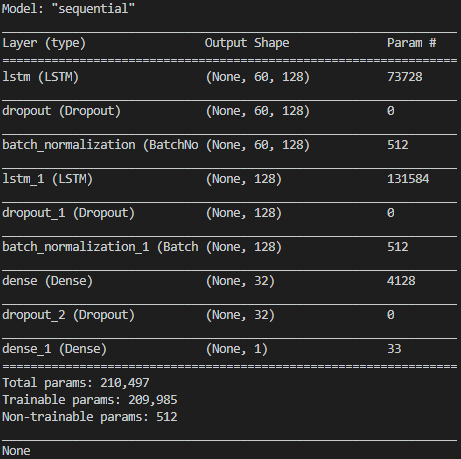 Model: "sequential"
_________________________________________________________________
Layer (type)                 Output Shape              Param #
=================================================================
lstm (LSTM)                  (None, 60, 128)           73728
_________________________________________________________________
dropout (Dropout)            (None, 60, 128)           0
_________________________________________________________________
batch_normalization (BatchNo (None, 60, 128)           512
_________________________________________________________________
lstm_1 (LSTM)                (None, 128)               131584
_________________________________________________________________
dropout_1 (Dropout)          (None, 128)               0
_________________________________________________________________
batch_normalization_1 (Batch (None, 128)               512
_________________________________________________________________
dense (Dense)                (None, 32)                4128
_________________________________________________________________
dropout_2 (Dropout)          (None, 32)                0
_________________________________________________________________
dense_1 (Dense)              (None, 1)                 33
=================================================================
Total params: 210,497
Trainable params: 209,985
Non-trainable params: 512
_________________________________________________________________
None